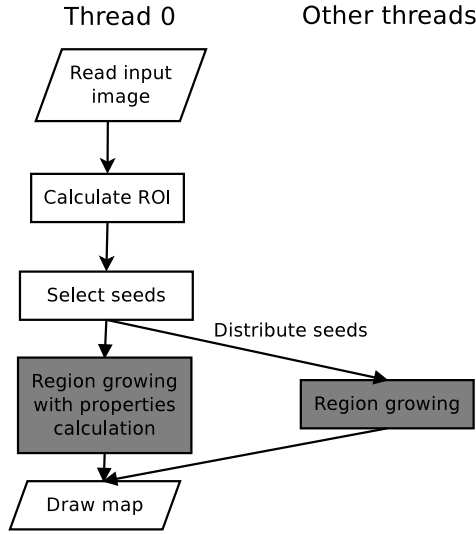 Thread 0
Other threads
Read input
image
Calculate ROI
Select seeds
Distribute seeds
Region growing
with properties
calculation
Region growing
Draw map